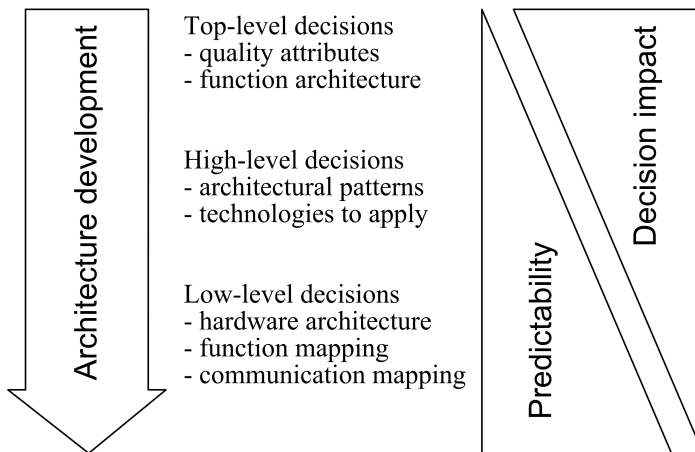 Architecture development
Top-level decisions
- quality attributes
- function architecture
High-level decisions
- architectural patterns
- technologies to apply
Low-level decisions
- hardware architecture
- function mapping
- communication mapping
Predictability
Decision impact